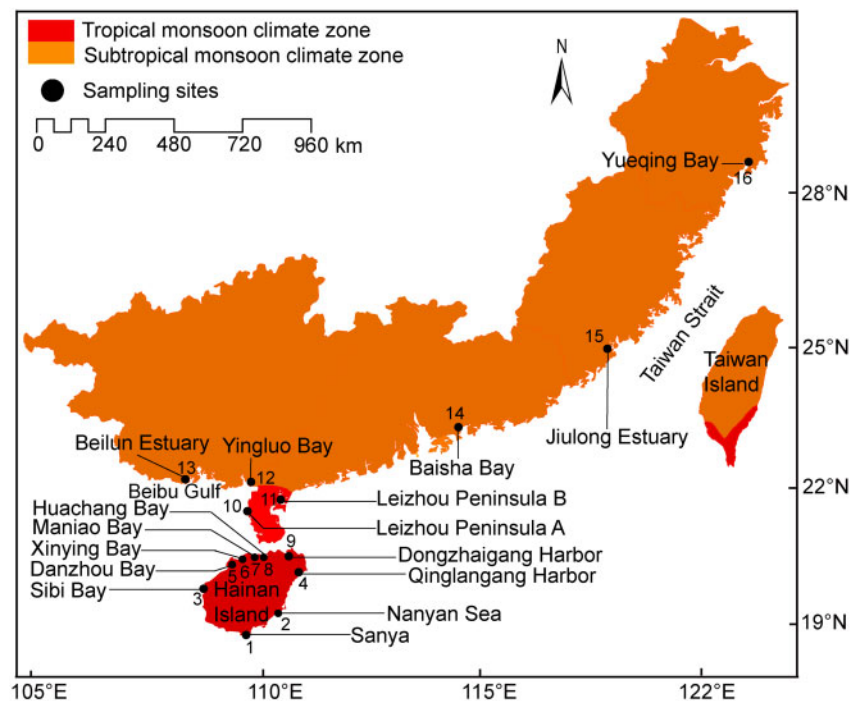 Tropical monsoon climate zone
Subtropical monsoon climate zone
Sampling sites
N
0 240 480 720 960 km
Yueqing Bay
16
28°N
Taiwan Strait
15
25°N
Taiwan
Island
14
Jiulong Estuary
Beilun Estuary
Yingluo Bay
Baisha Bay
13
12
Beibu Gulf
22°N
11
Leizhou Peninsula B
Huachang Bay
10
Leizhou Peninsula A
Maniao Bay
9
Xinying Bay
Dongzhaigang Harbor
Danzhou Bay
5
6
7
8
Qinglangang Harbor
4
Sibi Bay
3
Hainan
Island
2
Nanyan Sea
19°N
1
Sanya
105°E
110°E
115°E
122°E